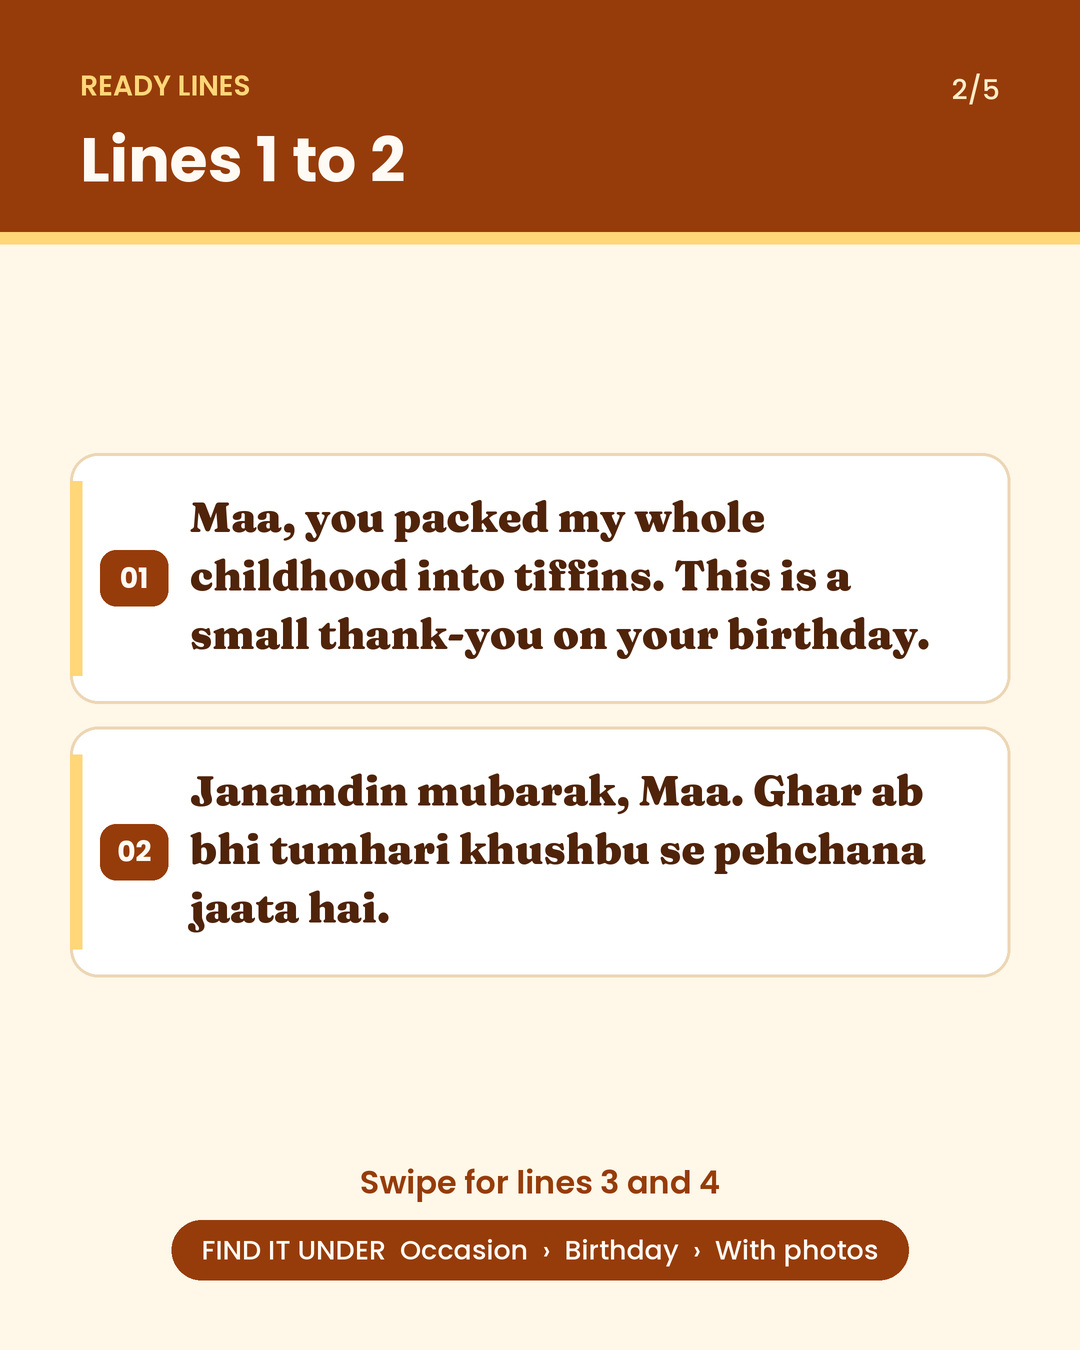 READY LINES
2/5
Lines 1 to 2
01
Maa, you packed my whole
childhood into tiffins. This is a
small thank-you on your birthday.
02
Janamdin mubarak, Maa. Ghar ab
bhi tumhari khushbu se pehchana
jaata hai.
Swipe for lines 3 and 4
FIND IT UNDER Occasion › Birthday › With photos